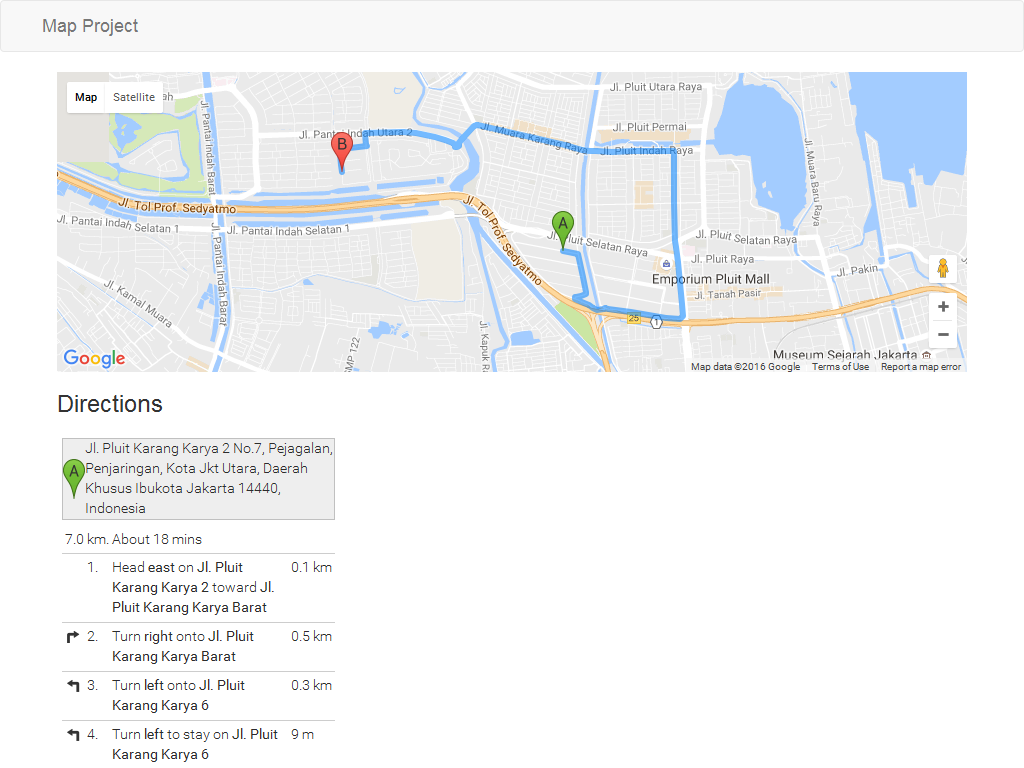 Map Project
Map
Satellite
ah
Jl. Pluit Utara Raya
Jl. Pantai Indah Barat
Jl. Pantai Indah Utara 2
Jl. Muara Karang Raya
Jl. Pluit Permai
Jl. Pluit Indah Raya
Jl. Muara Baru Raya
B
A
Jl. Tol Prof. Sedyatmo
Jl. Tol Prof. Sedyatmo
Jl. Pantai Indah Selatan 1
Jl. Pantai Indah Selatan 1
Jl. Pantai Indah Barat
Jl. Pluit Selatan Raya
Jl. Pluit Selatan Raya
Jl. Pluit Raya
Emporium Pluit Mall
Jl. Pakin
Jl. Tanah Pasir
Jl. Kamal Muara
25
1
+
−
SMP 122
Jl. Kapuk Ra
Google
Museum Sejarah Jakarta
Map data ©2016 Google
Terms of Use
Report a map error
Directions
A
Jl. Pluit Karang Karya 2 No.7, Pejagalan,
Penjaringan, Kota Jkt Utara, Daerah
Khusus Ibukota Jakarta 14440,
Indonesia
7.0 km. About 18 mins
1. Head east on Jl. Pluit 0.1 km
Karang Karya 2 toward Jl.
Pluit Karang Karya Barat
2. Turn right onto Jl. Pluit 0.5 km
Karang Karya Barat
3. Turn left onto Jl. Pluit 0.3 km
Karang Karya 6
4. Turn left to stay on Jl. Pluit 9 m
Karang Karya 6